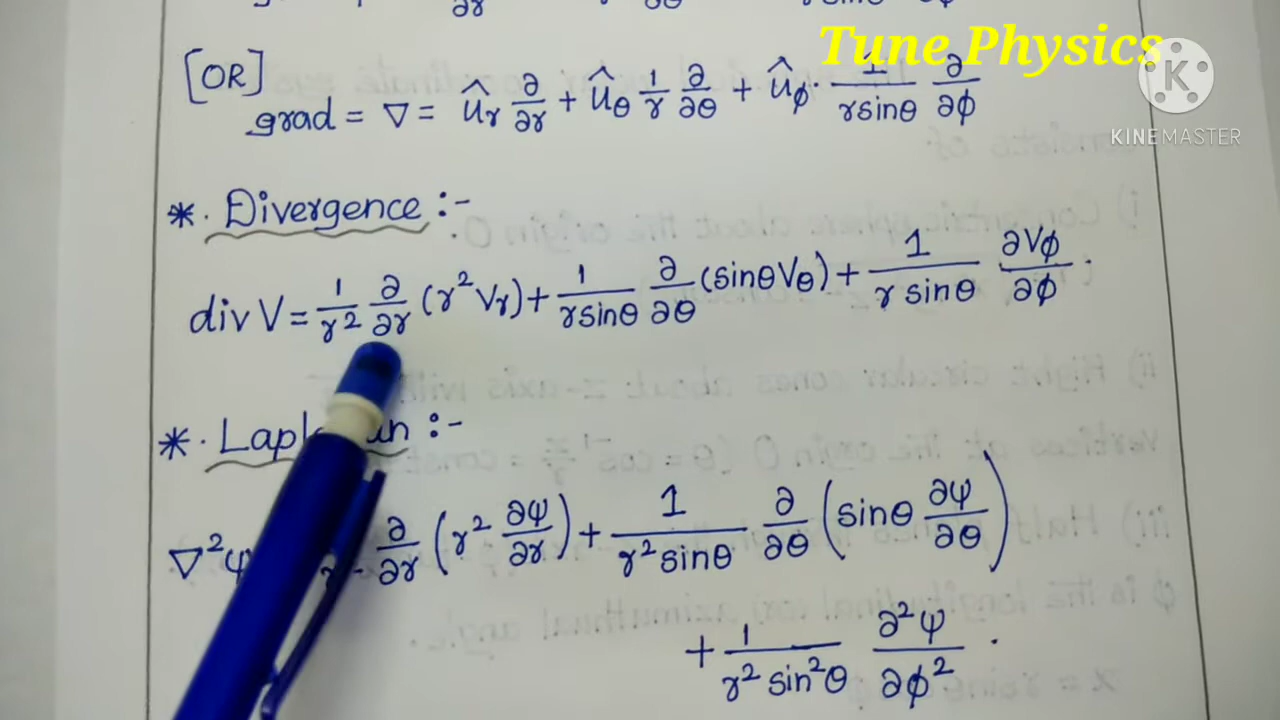 Tune Physics
K
KINEMASTER
[OR]
grad = ∇ = û_r ∂/∂r + û_θ 1/r ∂/∂θ + û_ϕ · 1/(r sinθ) ∂/∂ϕ
* . Divergence :-
div V = 1/r² ∂/∂r (r² V_r) + 1/(r sinθ) ∂/∂θ (sinθ V_θ) + 1/(r sinθ) ∂V_ϕ/∂ϕ .
* . :-
∇²ψ ∂/∂r (r² ∂ψ/∂r) + 1/(r² sinθ) ∂/∂θ (sinθ ∂ψ/∂θ)
+ 1/(r² sin²θ) ∂²ψ/∂ϕ² .